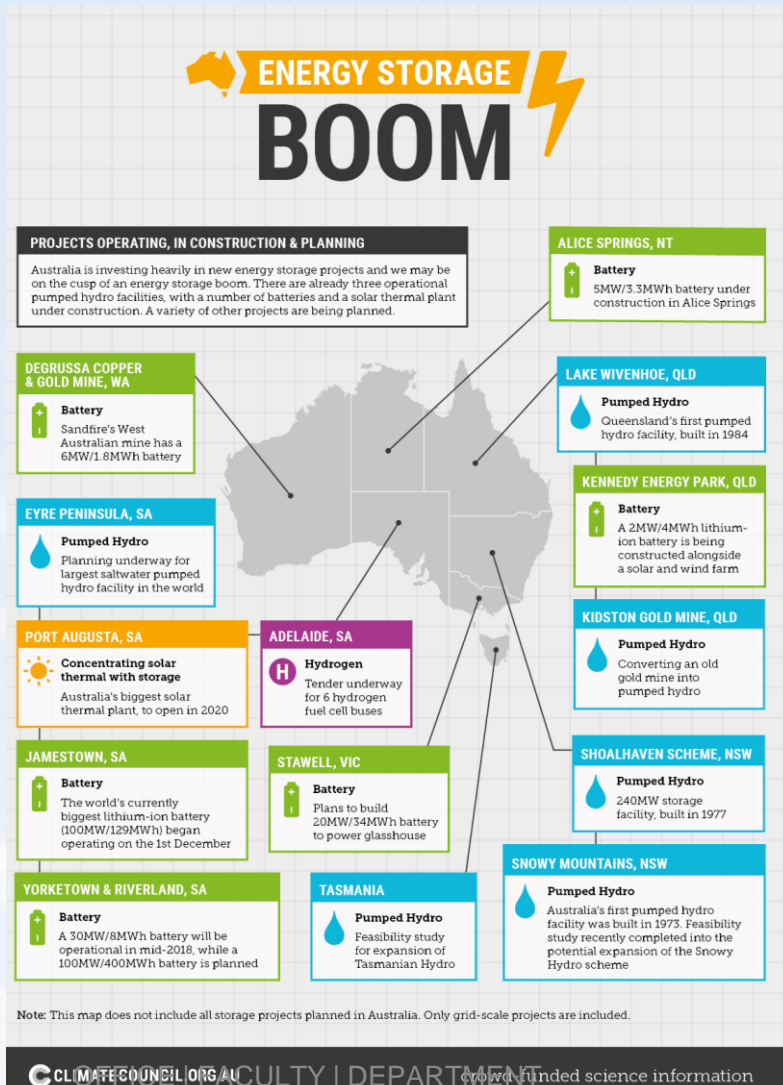 ENERGY STORAGE
BOOM
PROJECTS OPERATING, IN CONSTRUCTION & PLANNING
Australia is investing heavily in new energy storage projects and we may be
on the cusp of an energy storage boom. There are already three operational
pumped hydro facilities, with a number of batteries and a solar thermal plant
under construction. A variety of other projects are being planned.
ALICE SPRINGS, NT
Battery
5MW/3.3MWh battery under
construction in Alice Springs
DEGRUSSA COPPER
& GOLD MINE, WA
Battery
Sandfire's West
Australian mine has a
6MW/1.8MWh battery
LAKE WIVENHOE, QLD
Pumped Hydro
Queensland's first pumped
hydro facility, built in 1984
KENNEDY ENERGY PARK, QLD
Battery
A 2MW/4MWh lithium-
ion battery is being
constructed alongside
a solar and wind farm
EYRE PENINSULA, SA
Pumped Hydro
Planning underway for
largest saltwater pumped
hydro facility in the world
KIDSTON GOLD MINE, QLD
Pumped Hydro
Converting an old
gold mine into
pumped hydro
PORT AUGUSTA, SA
Concentrating solar
thermal with storage
Australia's biggest solar
thermal plant, to open in 2020
ADELAIDE, SA
H
Hydrogen
Tender underway
for 6 hydrogen
fuel cell buses
JAMESTOWN, SA
Battery
The world's currently
biggest lithium-ion battery
(100MW/129MWh) began
operating on the 1st December
STAWELL, VIC
Battery
Plans to build
20MW/34MWh battery
to power glasshouse
SHOALHAVEN SCHEME, NSW
Pumped Hydro
240MW storage
facility, built in 1977
YORKETOWN & RIVERLAND, SA
Battery
A 30MW/8MWh battery will be
operational in mid-2018, while a
100MW/400MWh battery is planned
TASMANIA
Pumped Hydro
Feasibility study
for expansion of
Tasmanian Hydro
SNOWY MOUNTAINS, NSW
Pumped Hydro
Australia's first pumped hydro
facility was built in 1973. Feasibility
study recently completed into the
potential expansion of the Snowy
Hydro scheme
Note: This map does not include all storage projects planned in Australia. Only grid-scale projects are included.
CLIMATECOUNCIL.ORG.AU
OFFICE | FACULTY | DEPARTMENT
crowd-funded science information